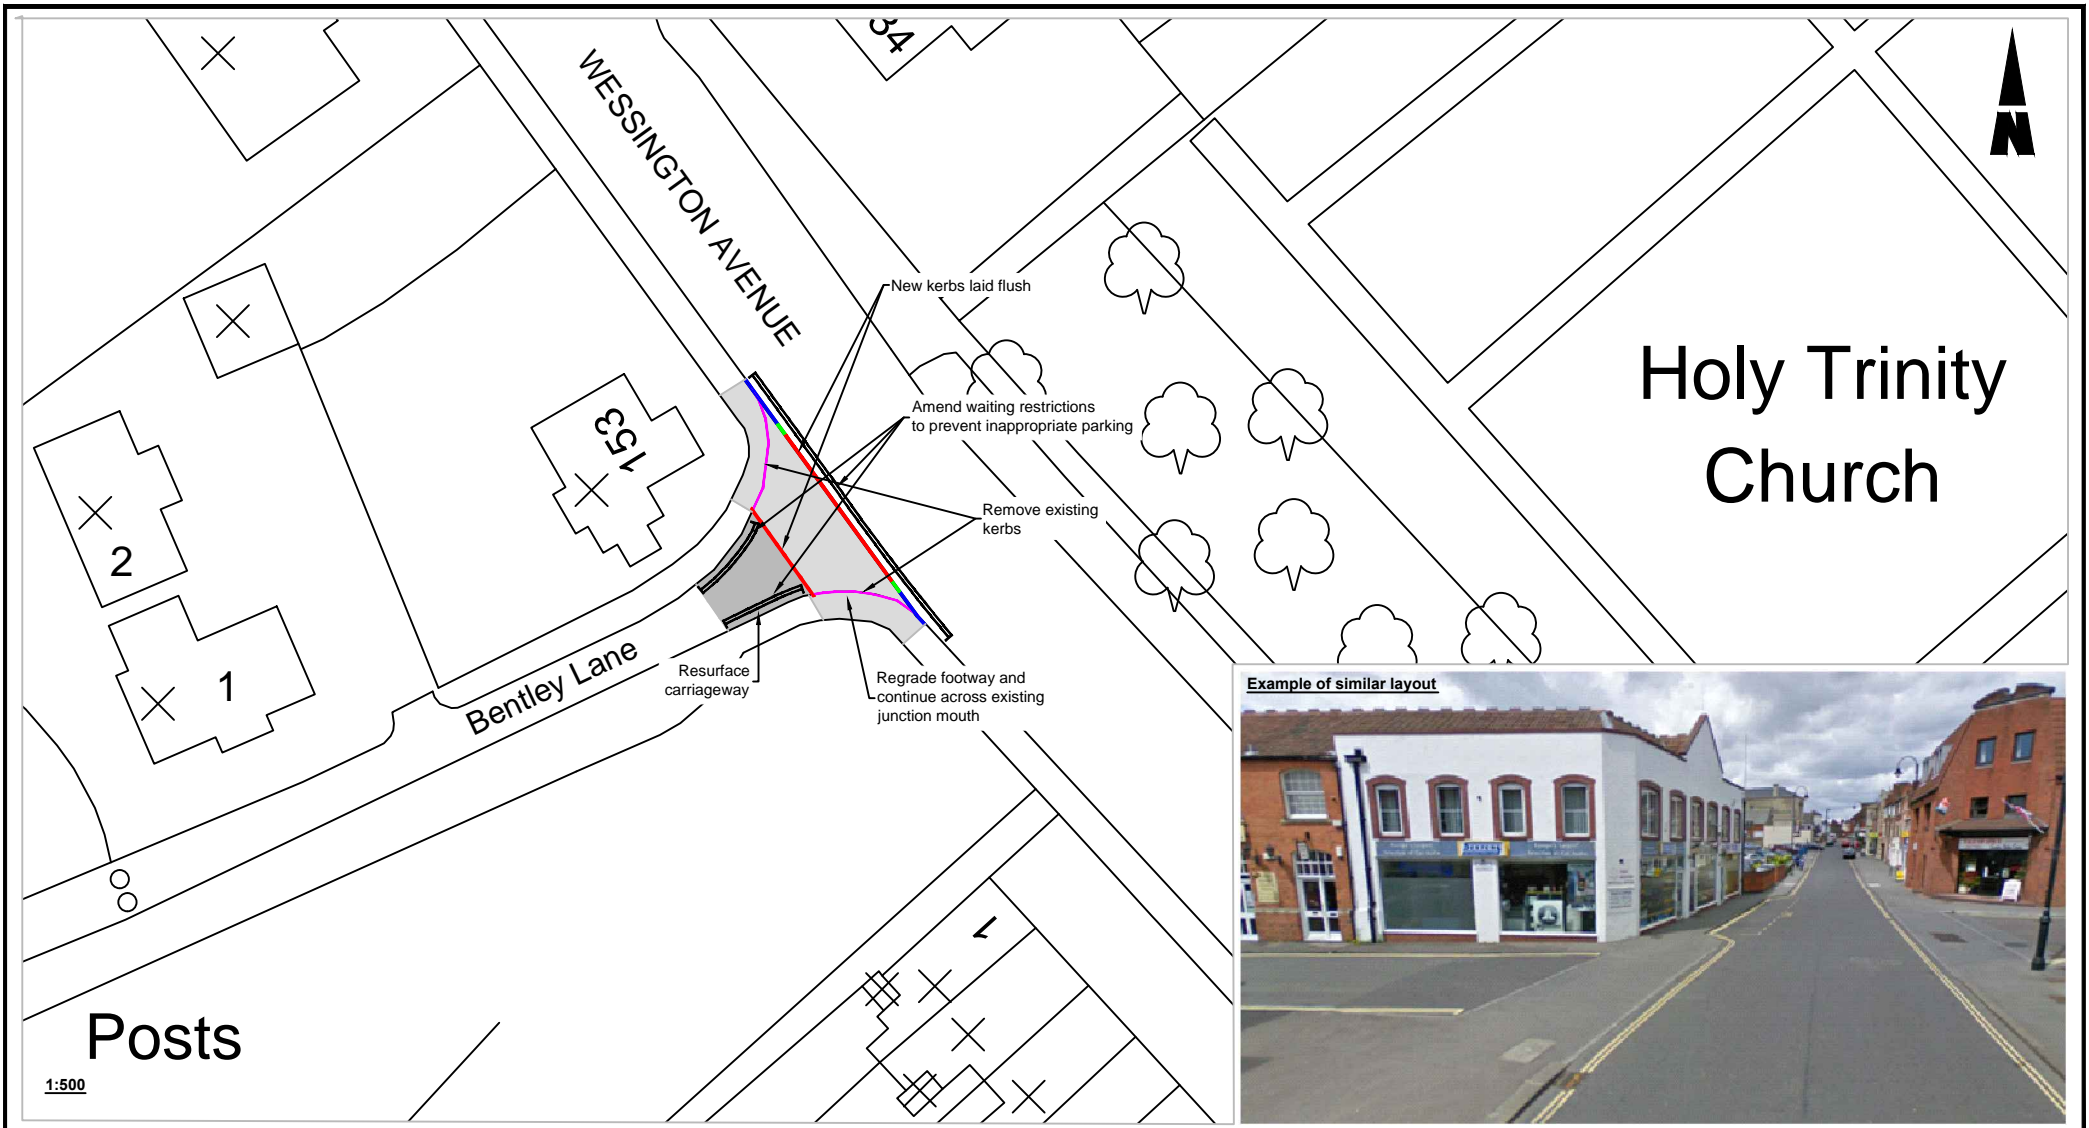 34
WESSINGTON AVENUE
N
New kerbs laid flush
Holy Trinity
Church
Amend waiting restrictions
to prevent inappropriate parking
153
Remove existing
kerbs
2
1
Bentley Lane
Resurface
carriageway
Regrade footway and
continue across existing
junction mouth
Example of similar layout
1
Posts
1:500